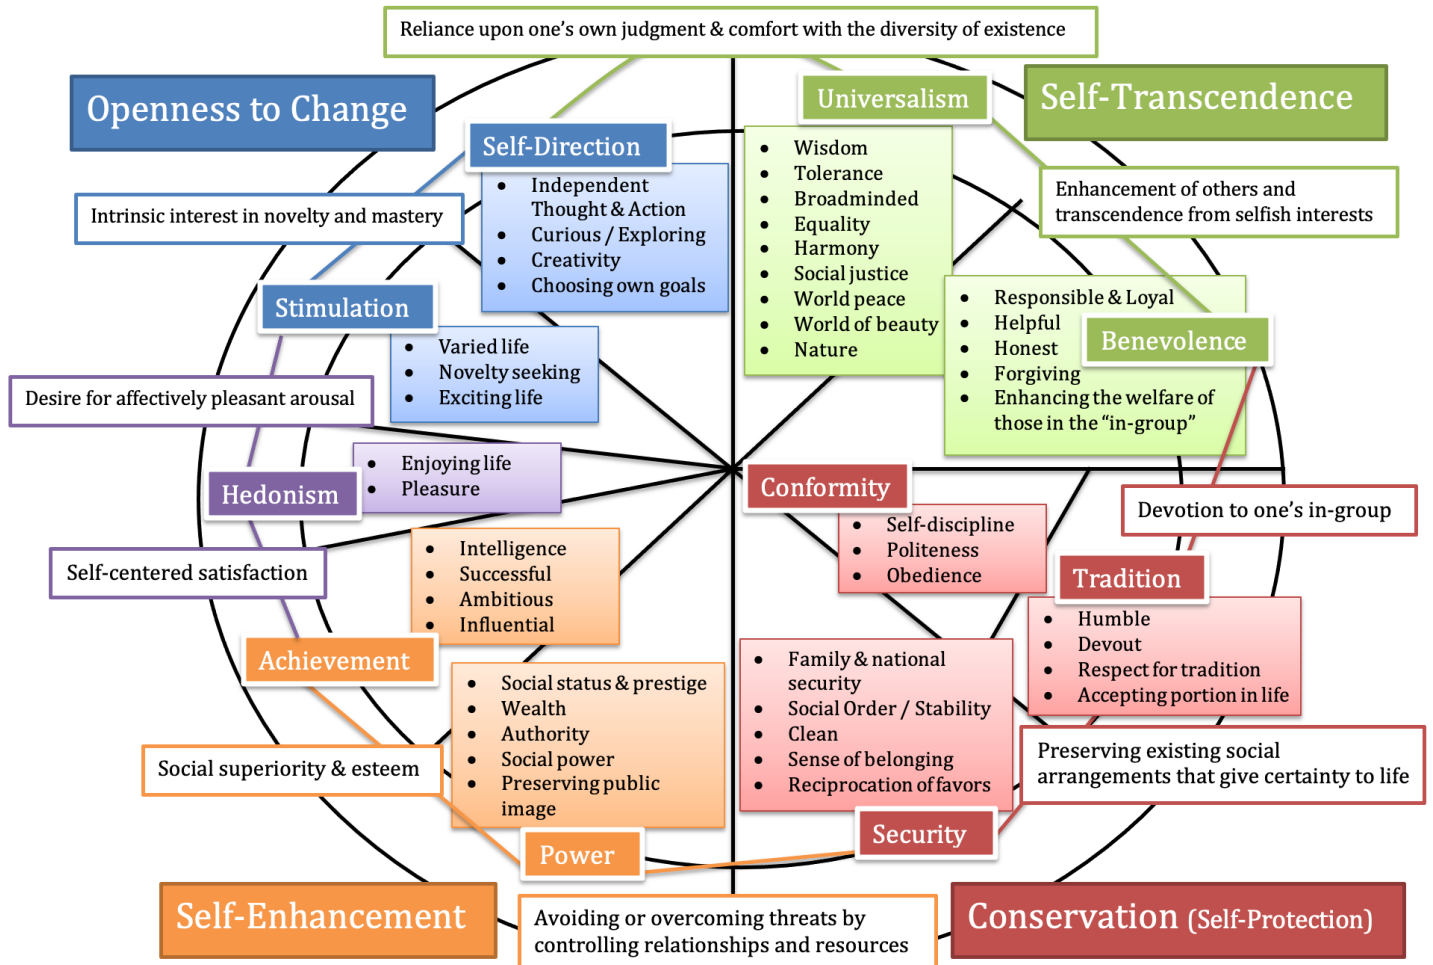 Reliance upon one’s own judgment & comfort with the diversity of existence
Openness to Change
Universalism
Self-Transcendence
Self-Direction
• Independent
Thought & Action
• Curious / Exploring
• Creativity
• Choosing own goals
• Wisdom
• Tolerance
• Broadminded
• Equality
• Harmony
• Social justice
• World peace
• World of beauty
• Nature
Enhancement of others and
transcendence from selfish interests
Intrinsic interest in novelty and mastery
Stimulation
• Varied life
• Novelty seeking
• Exciting life
• Responsible & Loyal
• Helpful
• Honest
• Forgiving
• Enhancing the welfare of
those in the “in-group”
Benevolence
Desire for affectively pleasant arousal
Hedonism
• Enjoying life
• Pleasure
Conformity
• Self-discipline
• Politeness
• Obedience
Devotion to one’s in-group
Self-centered satisfaction
• Intelligence
• Successful
• Ambitious
• Influential
Tradition
• Humble
• Devout
• Respect for tradition
• Accepting portion in life
Achievement
• Social status & prestige
• Wealth
• Authority
• Social power
• Preserving public
image
• Family & national
security
• Social Order / Stability
• Clean
• Sense of belonging
• Reciprocation of favors
Social superiority & esteem
Preserving existing social
arrangements that give certainty to life
Power
Security
Self-Enhancement
Avoiding or overcoming threats by
controlling relationships and resources
Conservation (Self-Protection)